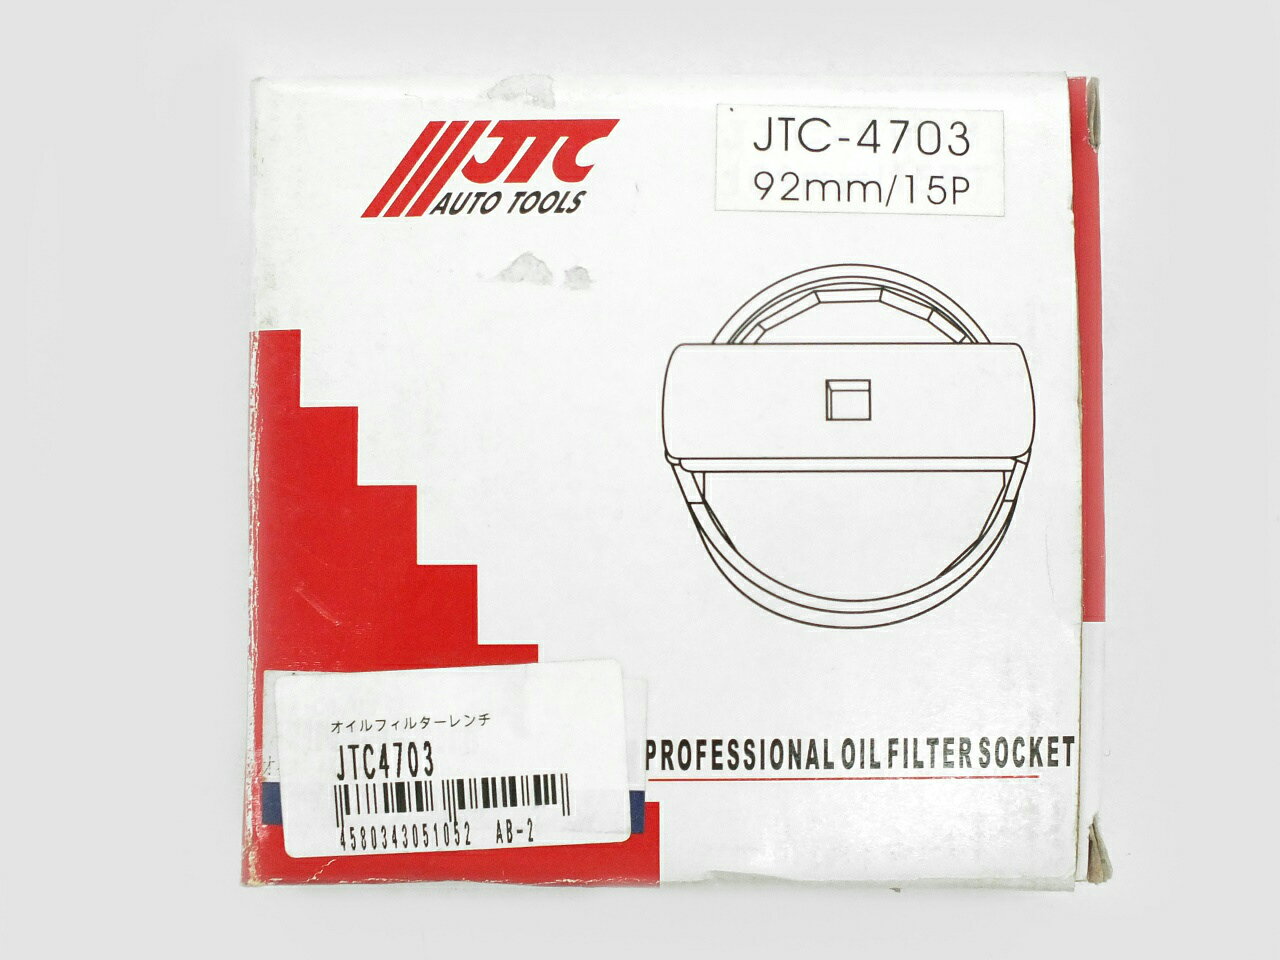 JTC
AUTO TOOLS
JTC-4703
92mm/15P
オイルフィルターレンチ
JTC4703
4580343051052 AB-2
PROFESSIONAL OIL FILTER SOCKET